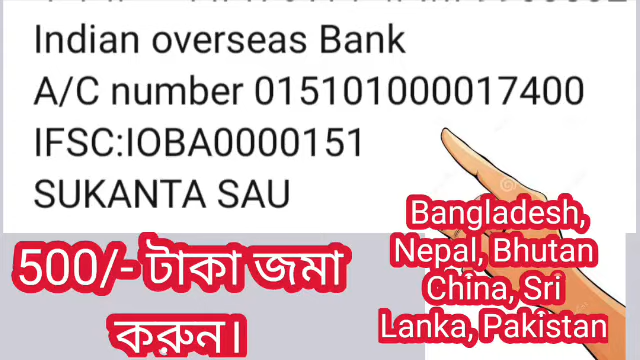 Indian overseas Bank
A/C number 015101000017400
IFSC:IOBA0000151
SUKANTA SAU
500/- টাকা জমা
করুন।
Bangladesh,
Nepal, Bhutan
China, Sri
Lanka, Pakistan